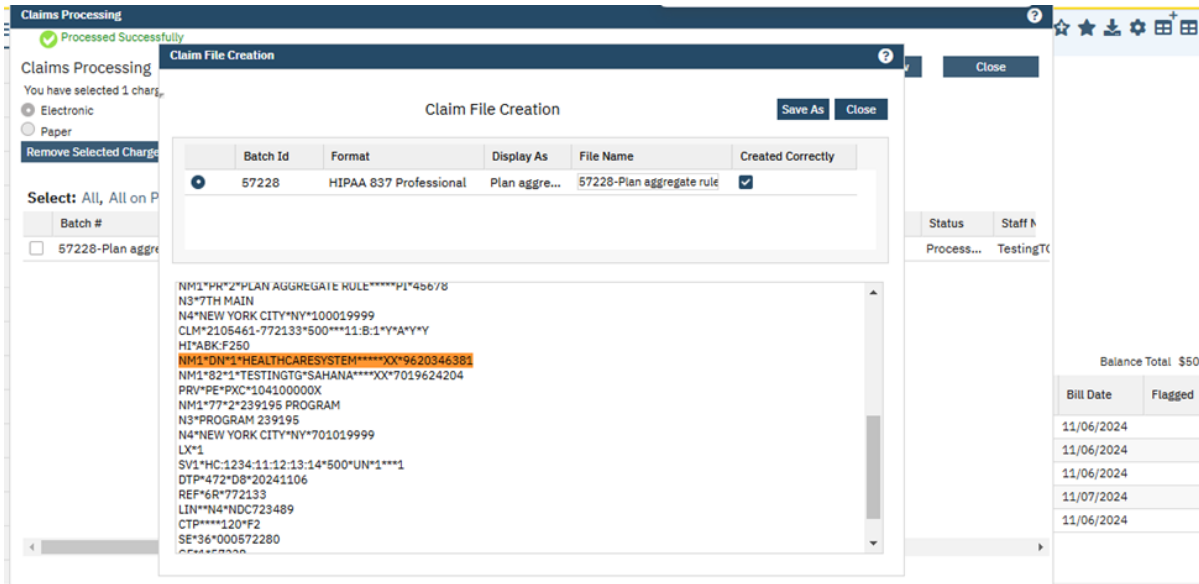 Claims Processing
Processed Successfully
Claim File Creation
Claims Processing
Close
You have selected 1 charg
Electronic
Claim File Creation
Save As Close
Paper
Remove Selected Charge
Batch Id Format Display As File Name Created Correctly
57228 HIPAA 837 Professional Plan aggre... 57228-Plan aggregate rule
Select: All, All on P
Batch # Status Staff N
57228-Plan aggre Process... TestingTG
NM1*PR*2*PLAN AGGREGATE RULE*****PI*45678
N3*7TH MAIN
N4*NEW YORK CITY*NY*100019999
CLM*2105461-772133*500***11:B:1*Y*A*Y*Y
HI*ABK:F250
NM1*DN*1*HEALTHCARESYSTEM*****XX*9620346381
NM1*82*1*TESTINGTG*SAHANA****XX*7019624204
PRV*PE*PXC*104100000X
NM1*77*2*239195 PROGRAM
N3*PROGRAM 239195
N4*NEW YORK CITY*NY*701019999
LX*1
SV1*HC:1234:11:12:13:14*500*UN*1***1
DTP*472*D8*20241106
REF*6R*772133
LIN**N4*NDC723489
CTP****120*F2
SE*36*000572280
GE*1*57228
Balance Total $50
Bill Date Flagged
11/06/2024
11/06/2024
11/06/2024
11/07/2024
11/06/2024